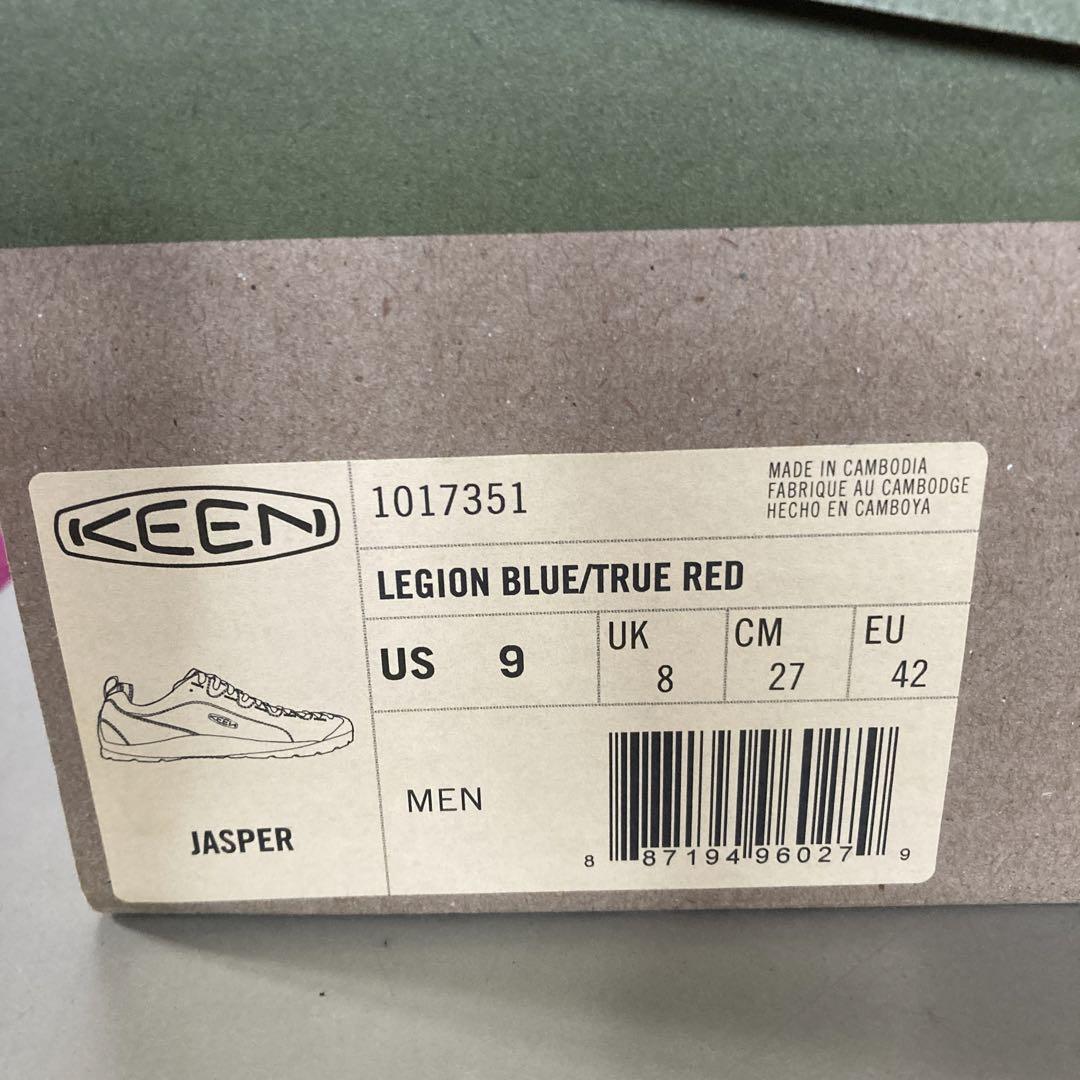 KEEN
1017351
MADE IN CAMBODIA
FABRIQUE AU CAMBODGE
HECHO EN CAMBOYA
LEGION BLUE/TRUE RED
US 9
UK 8
CM 27
EU 42
KEEN
JASPER
MEN
8 87194 96027 9